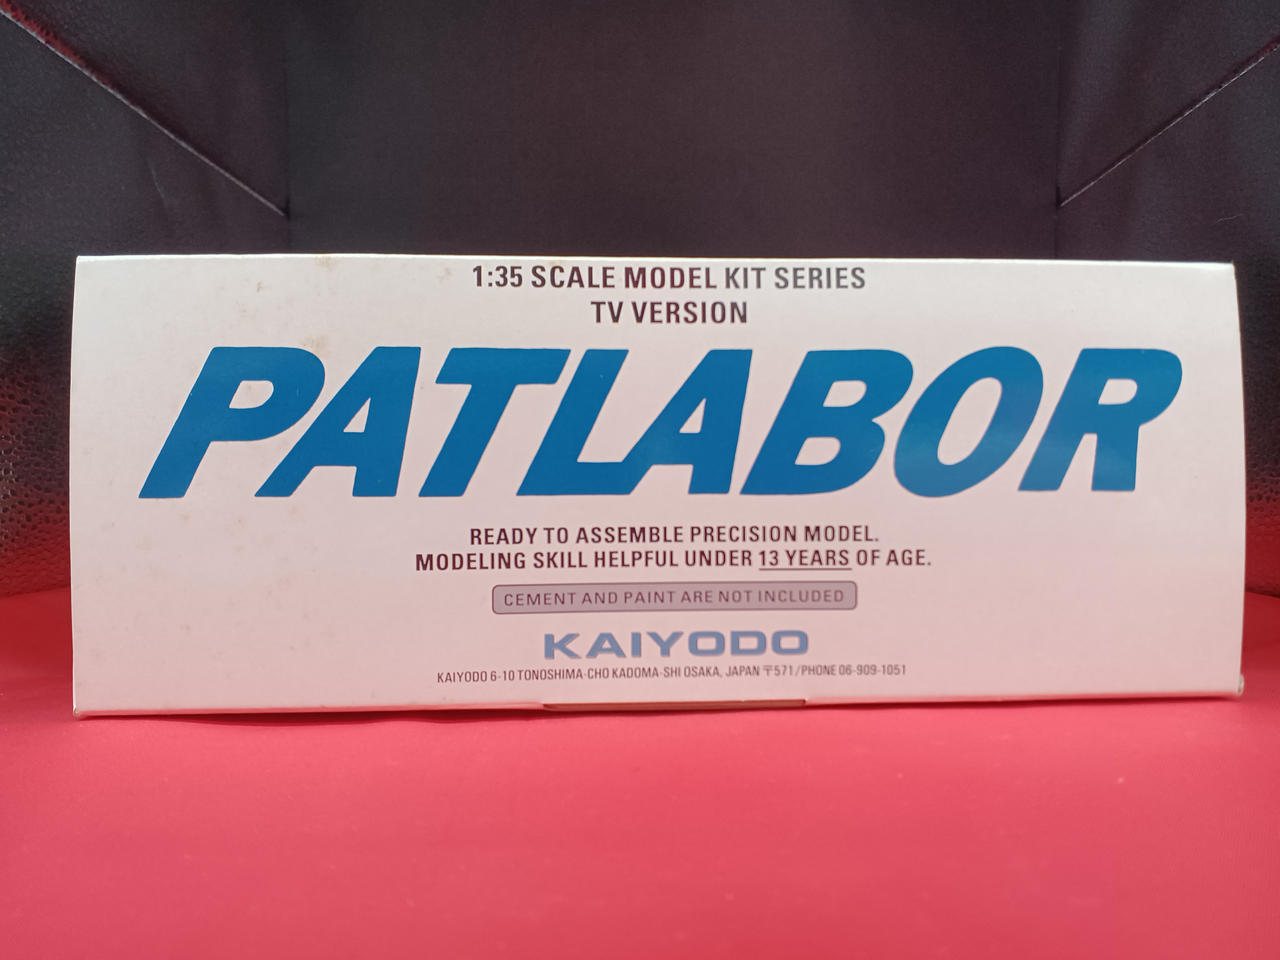 1:35 SCALE MODEL KIT SERIES
TV VERSION
PATLABOR
READY TO ASSEMBLE PRECISION MODEL.
MODELING SKILL HELPFUL UNDER 13 YEARS OF AGE.
CEMENT AND PAINT ARE NOT INCLUDED
KAIYODO
KAIYODO 6-10 TONOSHIMA-CHO KADOMA-SHI OSAKA, JAPAN 〒571/PHONE 06-909-1051